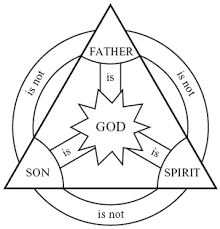 FATHER
is not
is
is not
GOD
is
is
SON
SPIRIT
is not